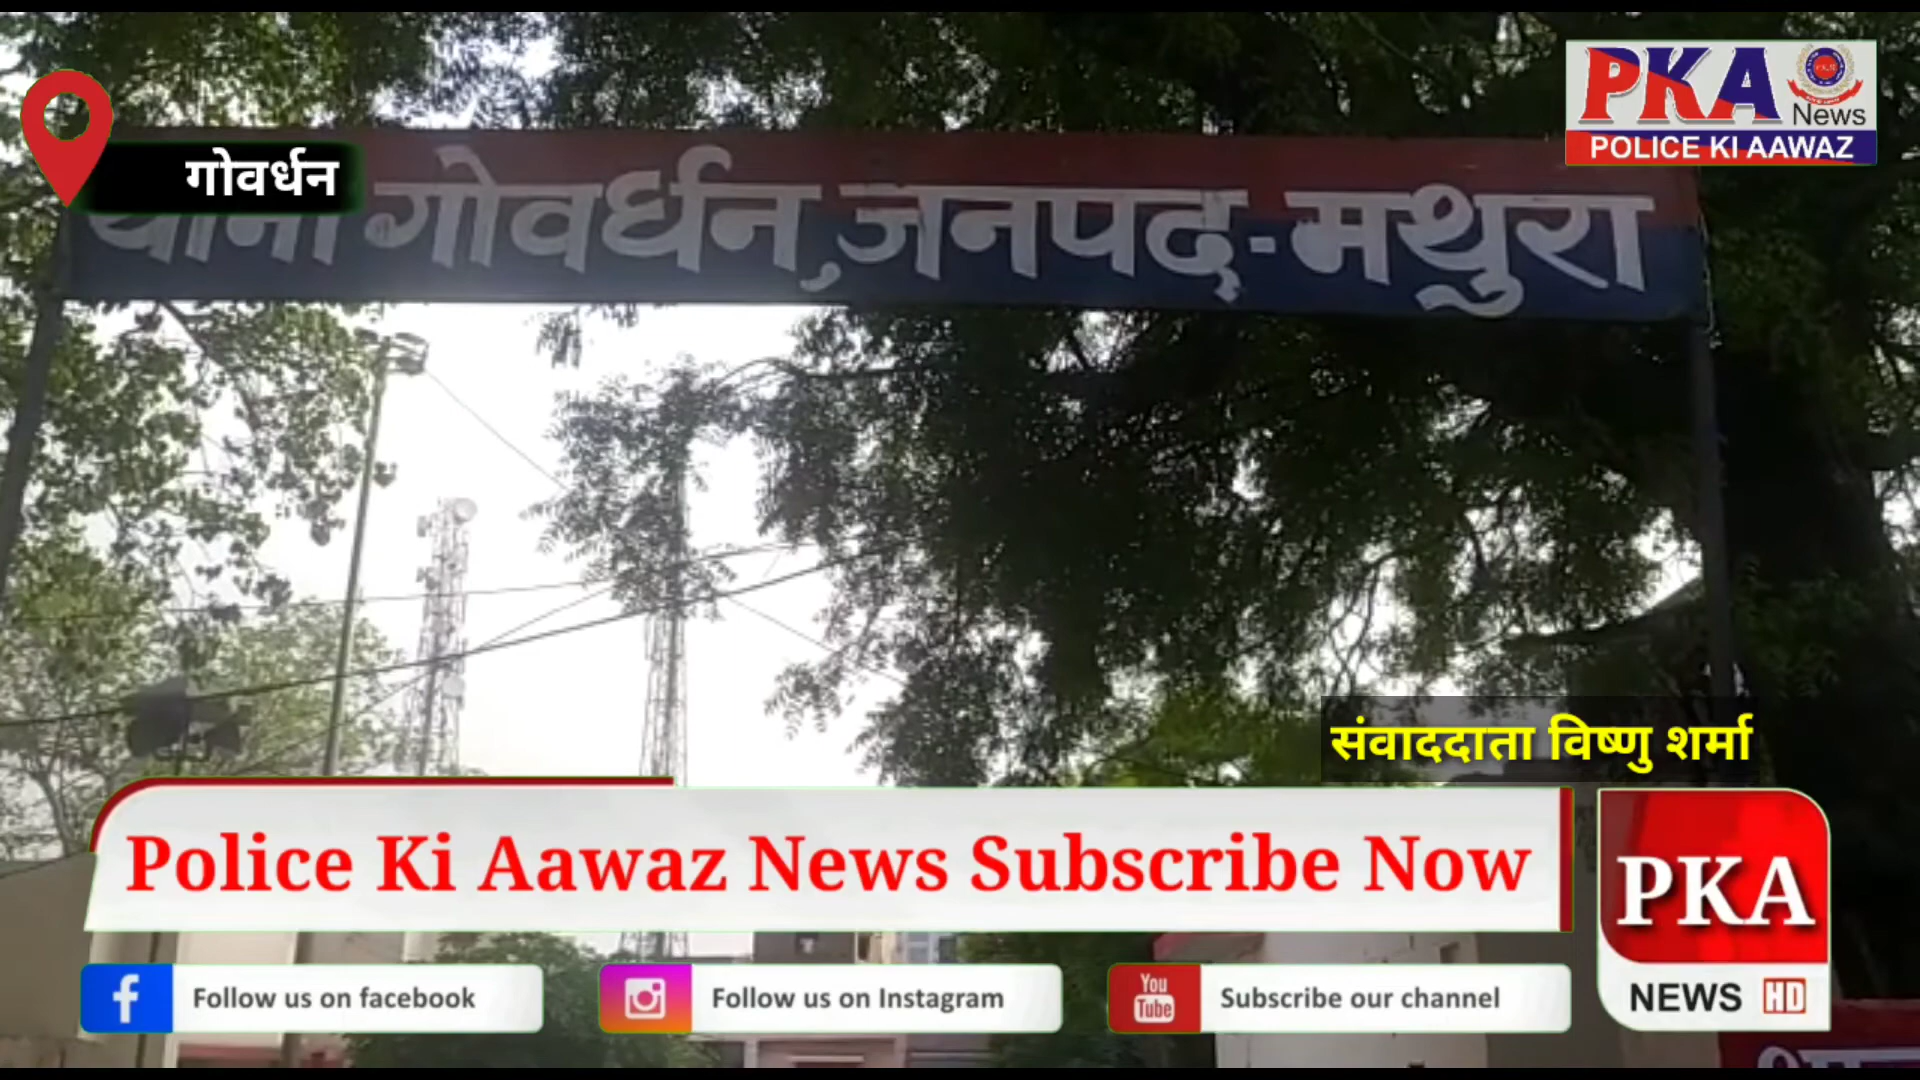 PKA
News
POLICE KI AAWAZ
गोवर्धन
थाना गोवर्धन, जनपद-मथुरा
संवाददाता विष्णु शर्मा
Police Ki Aawaz News Subscribe Now
PKA
NEWS HD
Follow us on facebook
Follow us on Instagram
You
Tube
Subscribe our channel